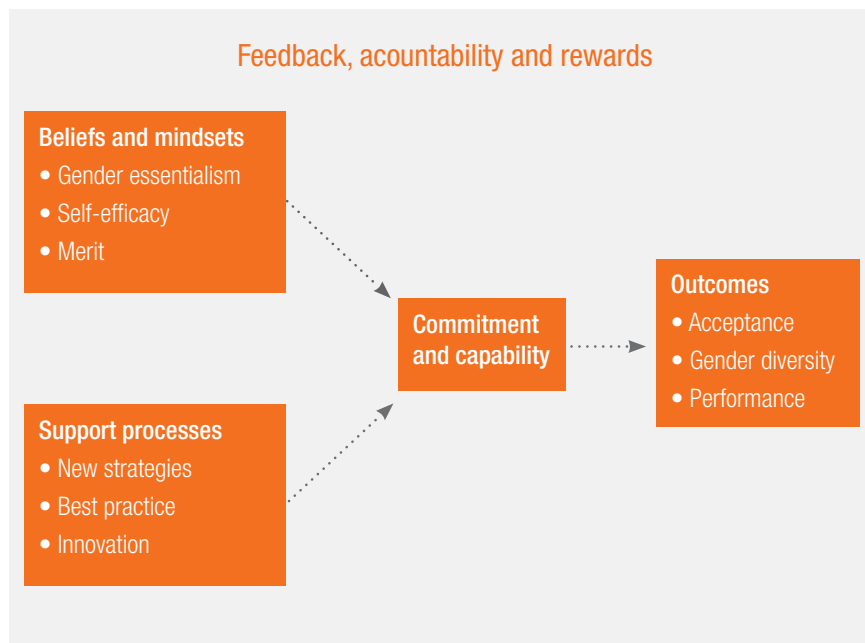 Feedback, acountability and rewards
Beliefs and mindsets
• Gender essentialism
• Self-efficacy
• Merit
Commitment
and capability
Outcomes
• Acceptance
• Gender diversity
• Performance
Support processes
• New strategies
• Best practice
• Innovation